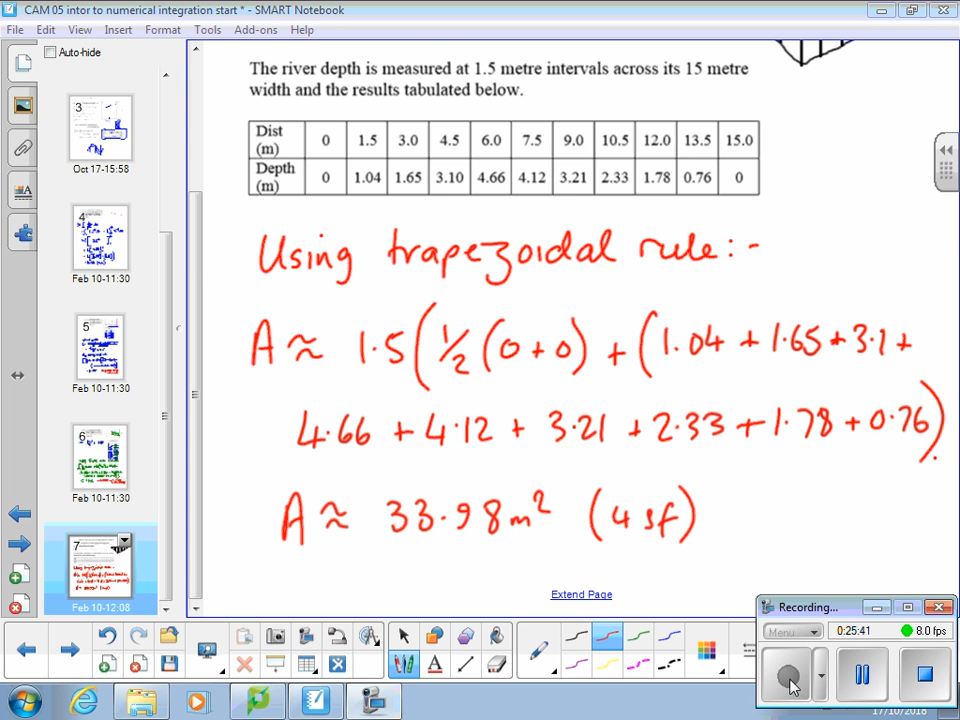 CAM 05 intor to numerical integration start * - SMART Notebook
File Edit View Insert Format Tools Add-ons Help
Auto-hide
3
Oct 17-15:58
4
Feb 10-11:30
5
Feb 10-11:30
6
Feb 10-11:30
7
Feb 10-12:08
The river depth is measured at 1.5 metre intervals across its 15 metre
width and the results tabulated below.
Dist (m) 0 1.5 3.0 4.5 6.0 7.5 9.0 10.5 12.0 13.5 15.0
Depth (m) 0 1.04 1.65 3.10 4.66 4.12 3.21 2.33 1.78 0.76 0
Using trapezoidal rule:-
A ≈ 1.5(1/2(0+0) + (1.04 + 1.65 + 3.1 +
4.66 + 4.12 + 3.21 + 2.33 + 1.78 + 0.76)
A ≈ 33.98m² (4 sf)
Extend Page
Recording...
Menu 0:25:41 8.0 fps
17/10/2018